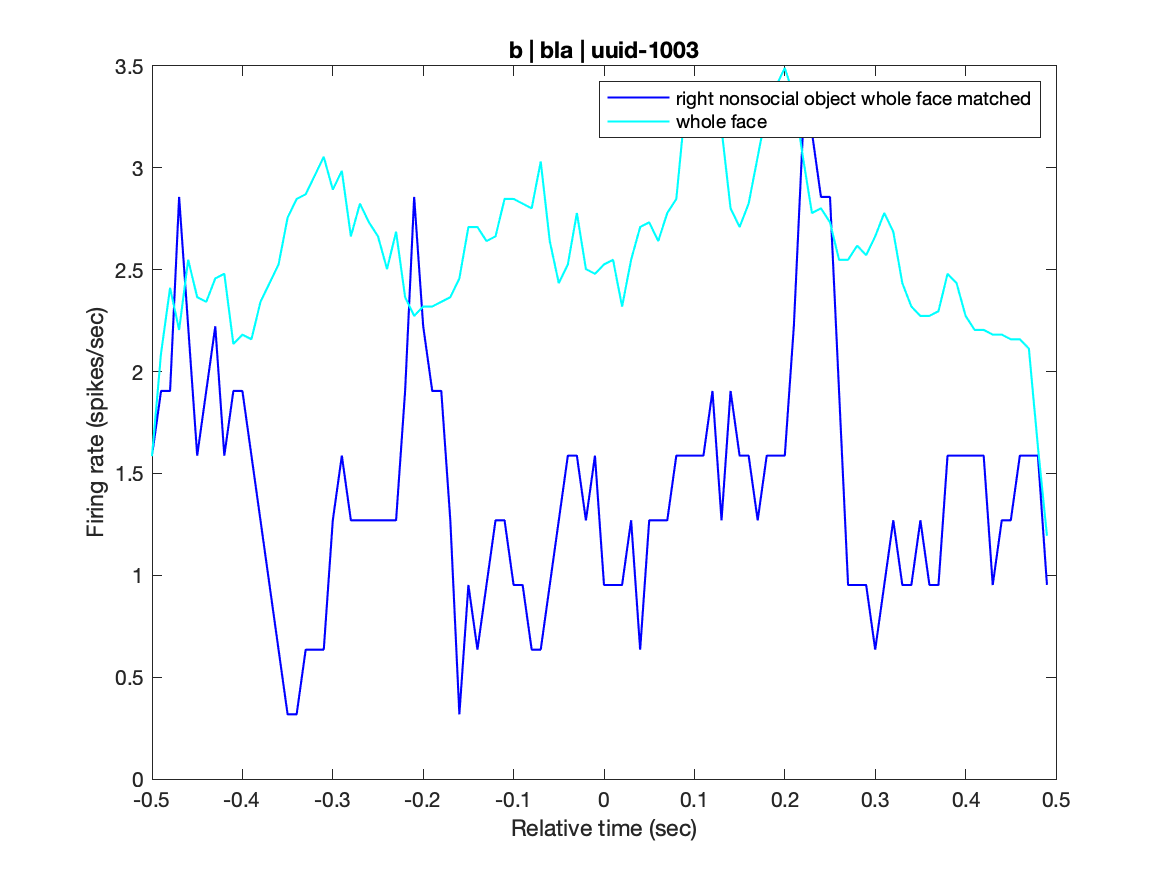 b | bla | uuid-1003
right nonsocial object whole face matched
whole face
Firing rate (spikes/sec)
3.5
3
2.5
2
1.5
1
0.5
0
-0.5 -0.4 -0.3 -0.2 -0.1 0 0.1 0.2 0.3 0.4 0.5
Relative time (sec)